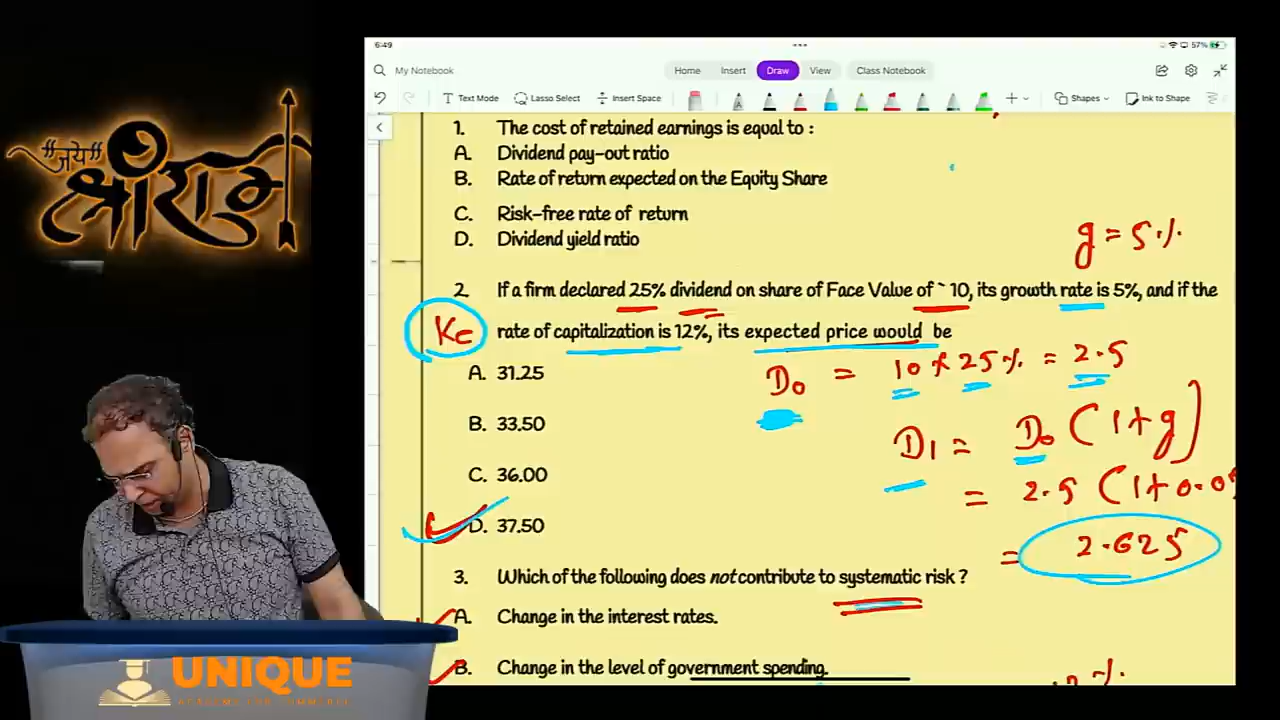 6:49
57%
My Notebook
Home Insert Draw View Class Notebook
Text Mode Lasso Select Insert Space Shapes Ink to Shape
"जय"
श्रीराम
1. The cost of retained earnings is equal to :
A. Dividend pay-out ratio
B. Rate of return expected on the Equity Share
C. Risk-free rate of return
D. Dividend yield ratio
g = 5%
2. If a firm declared 25% dividend on share of Face Value of ` 10, its growth rate is 5%, and if the
Ke
rate of capitalization is 12%, its expected price would be
A. 31.25
B. 33.50
C. 36.00
D. 37.50
D0 = 10 * 25% = 2.5
D1 = D0 (1+g)
= 2.5 (1+0.05
= 2.625
3. Which of the following does not contribute to systematic risk ?
A. Change in the interest rates.
B. Change in the level of government spending.
UNIQUE
ACADEMY FOR COMMERCE